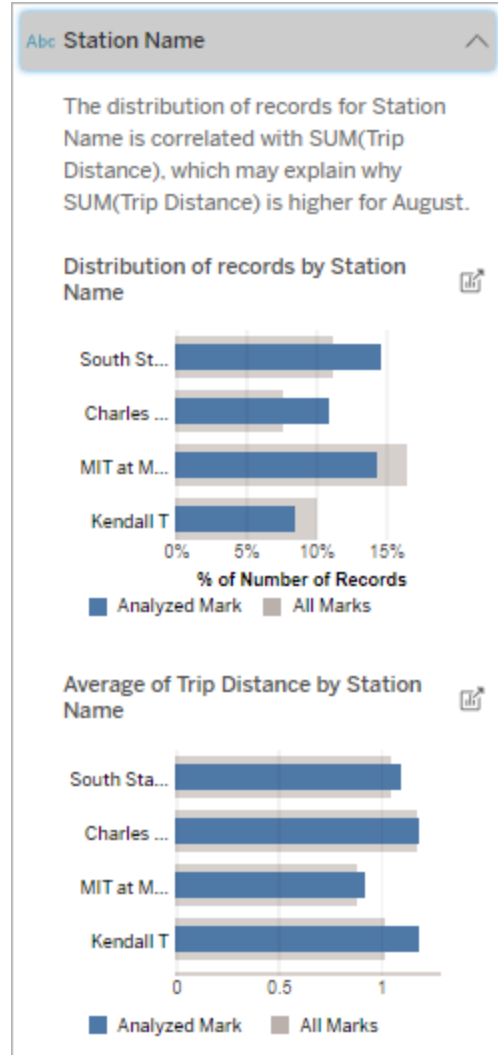 Abc Station Name
The distribution of records for Station
Name is correlated with SUM(Trip
Distance), which may explain why
SUM(Trip Distance) is higher for August.
Distribution of records by Station
Name
South St...
Charles ...
MIT at M...
Kendall T
0% 5% 10% 15%
% of Number of Records
Analyzed Mark All Marks
Average of Trip Distance by Station
Name
South Sta...
Charles ...
MIT at M...
Kendall T
0 0.5 1
Analyzed Mark All Marks